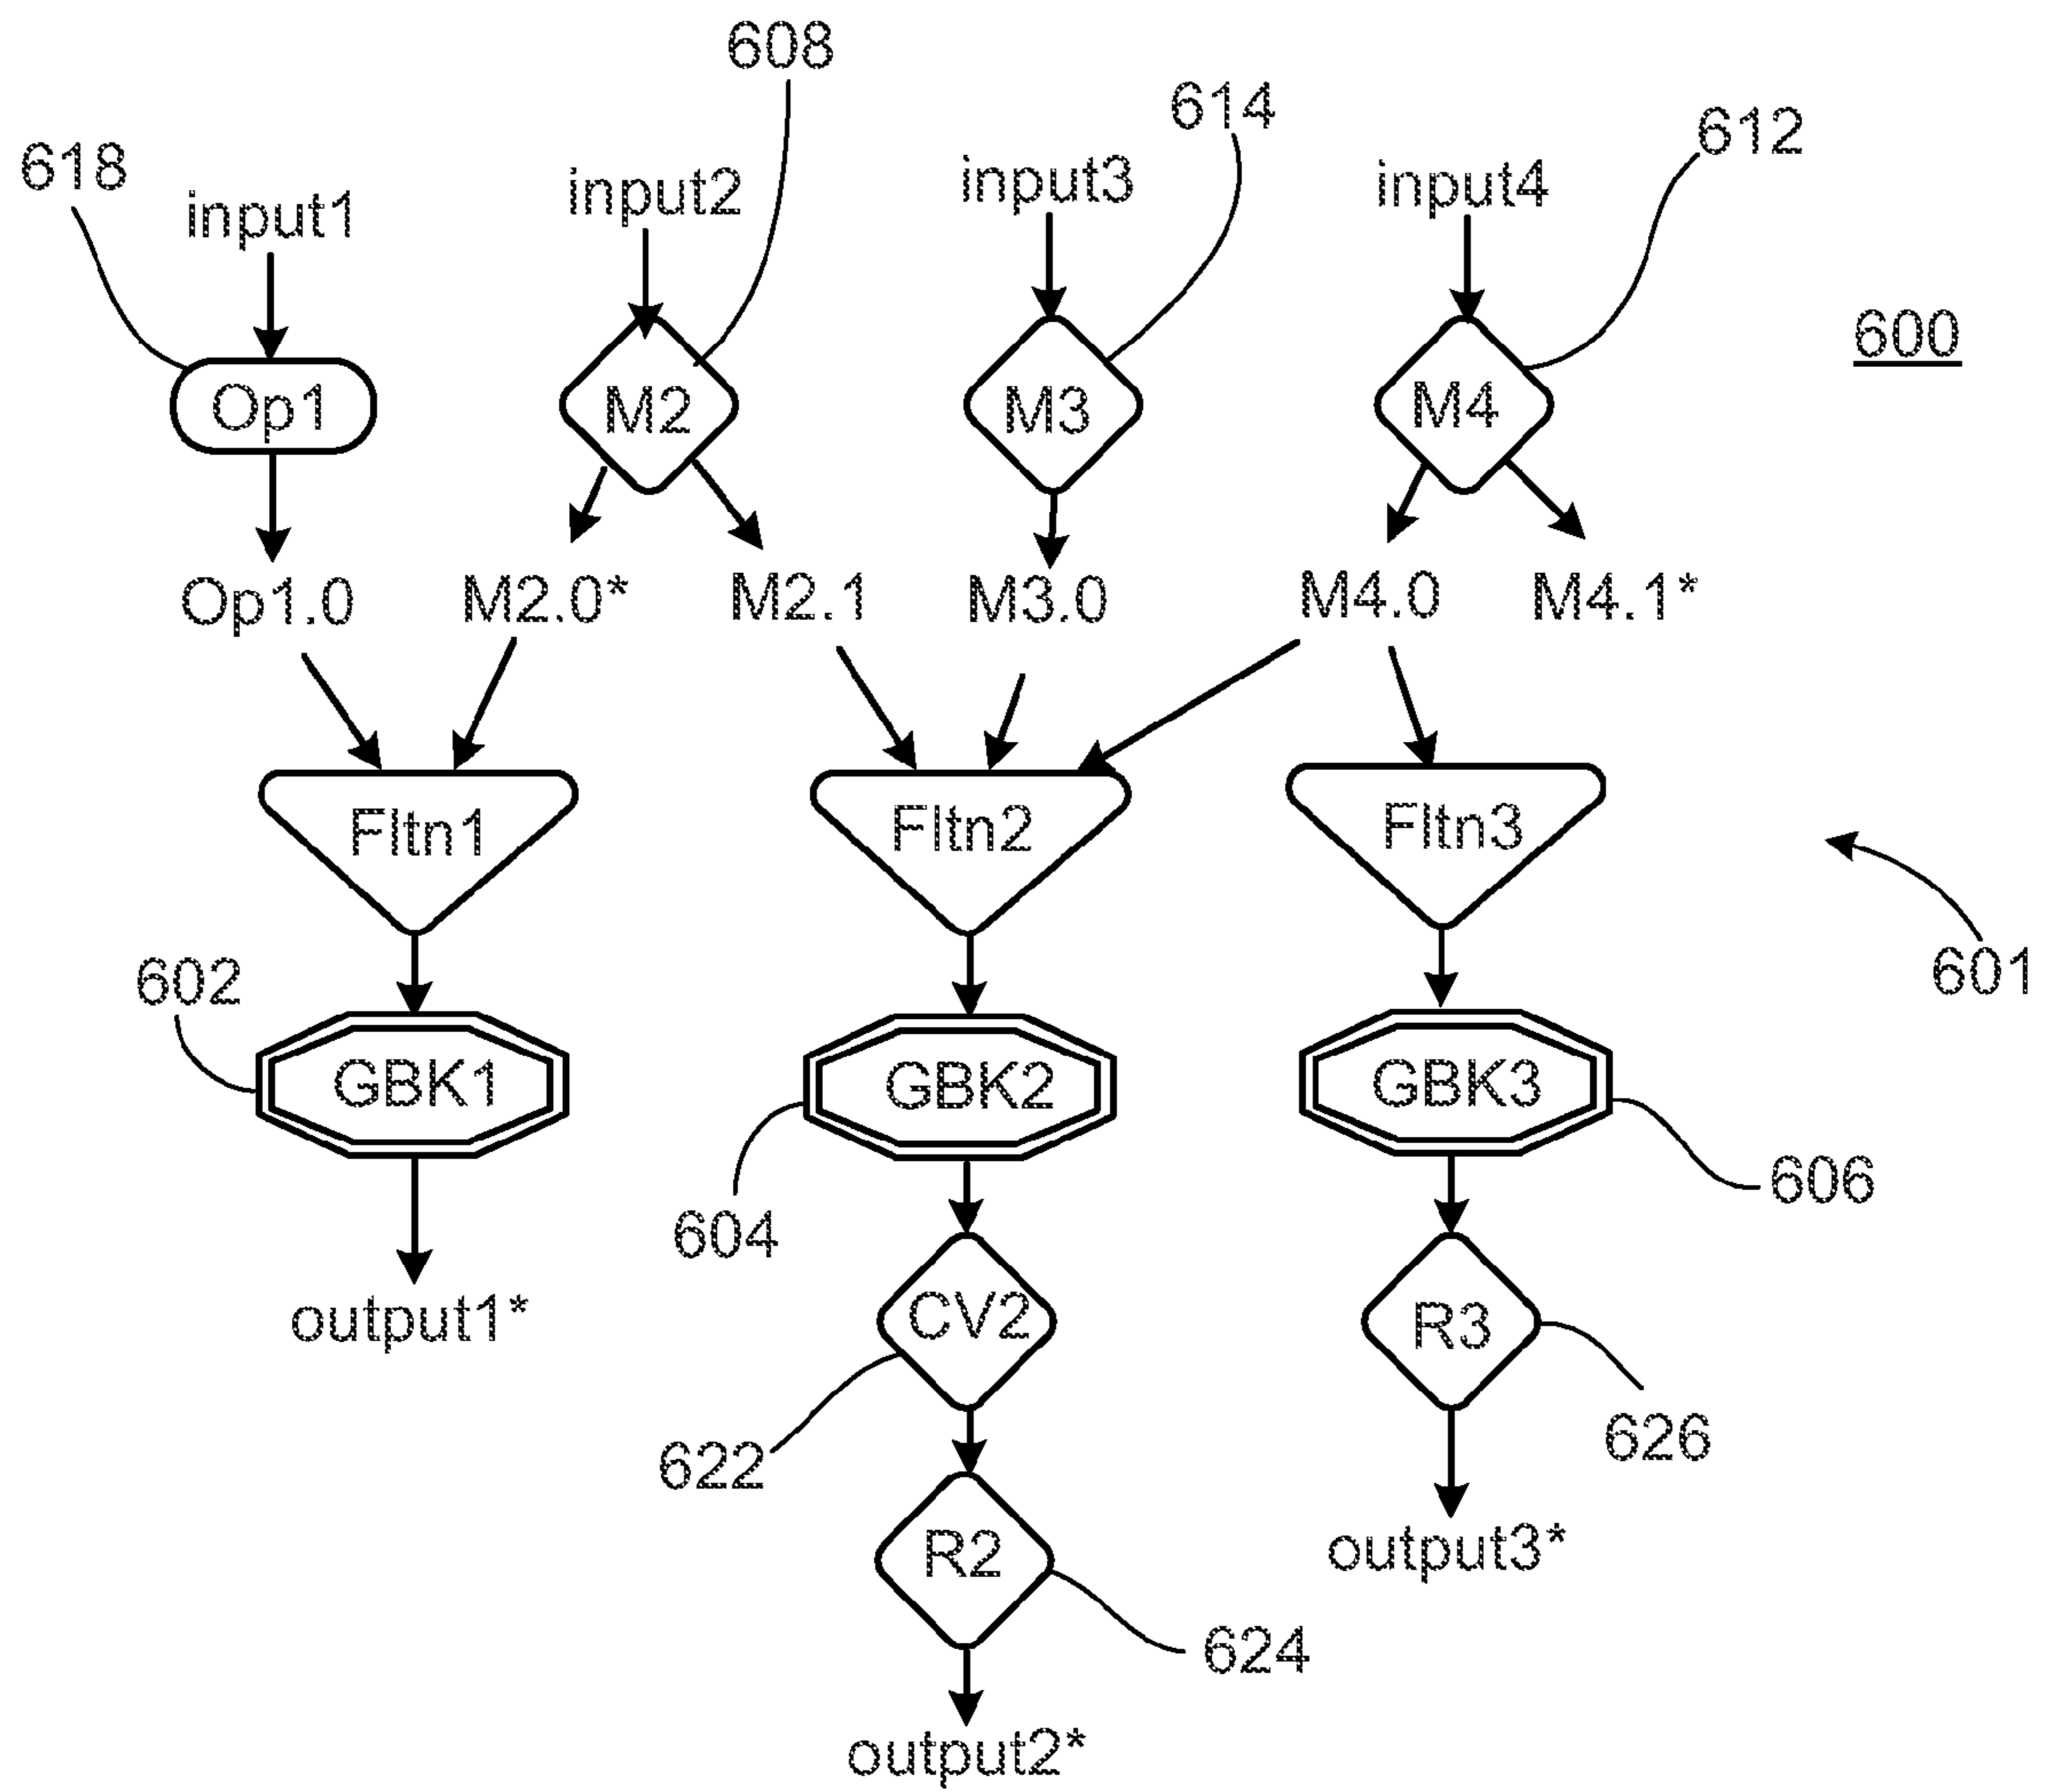 608
614
612
618
input1
input2
input3
input4
600
Op1
M2
M3
M4
Op1.0
M2.0*
M2.1
M3.0
M4.0
M4.1*
Fltn1
Fltn2
Fltn3
601
602
GBK1
GBK2
GBK3
604
606
output1*
CV2
R3
622
626
R2
output3*
624
output2*